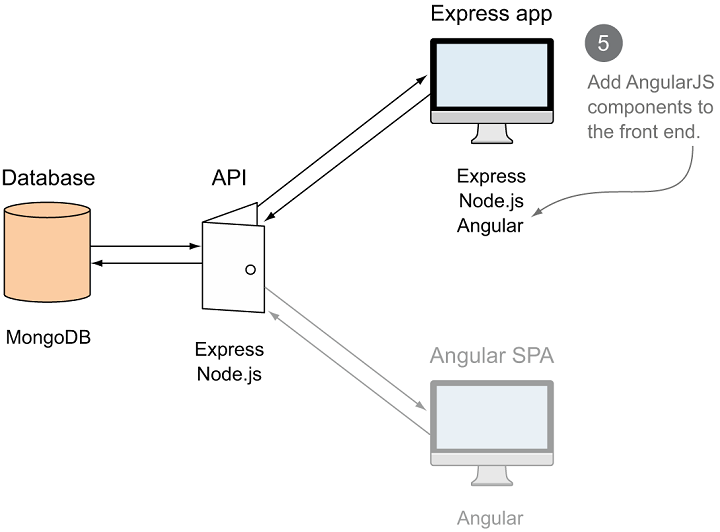 Express app
5
Add AngularJS
components to
the front end.
Express
Node.js
Angular
Database
API
MongoDB
Express
Node.js
Angular SPA
Angular